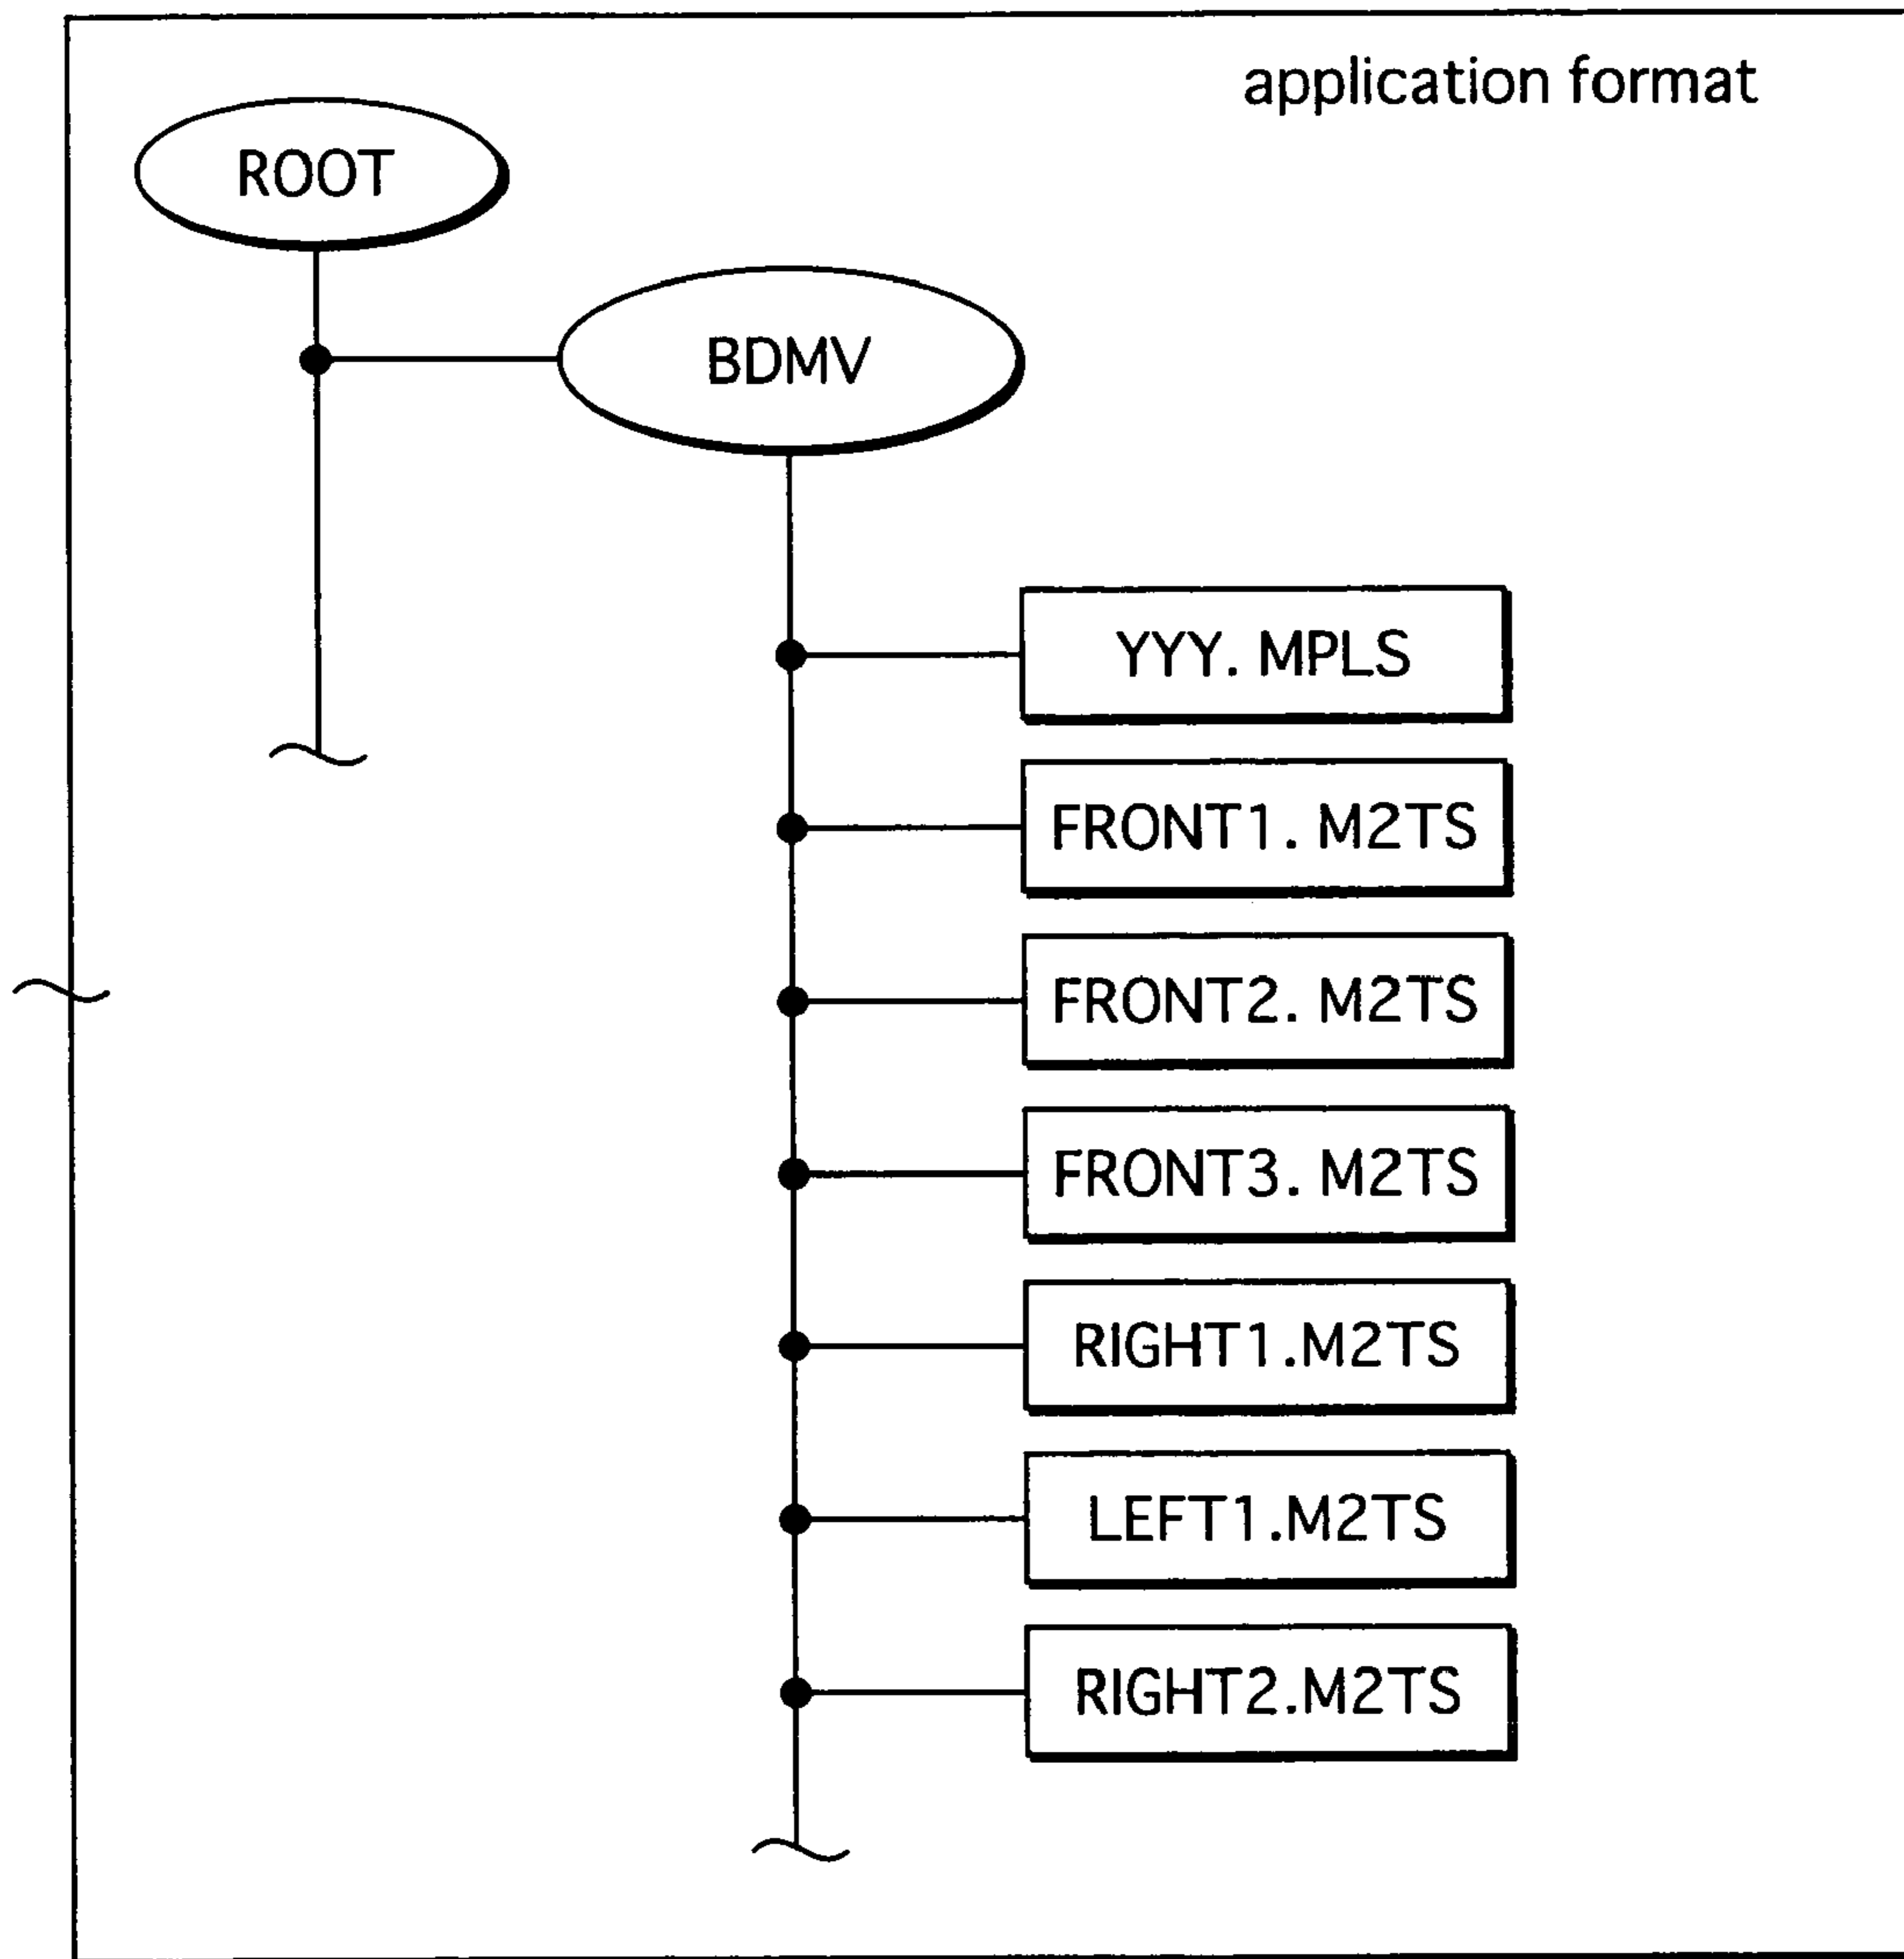 application format
ROOT
BDMV
YYY. MPLS
FRONT1. M2TS
FRONT2. M2TS
FRONT3. M2TS
RIGHT1.M2TS
LEFT1.M2TS
RIGHT2.M2TS